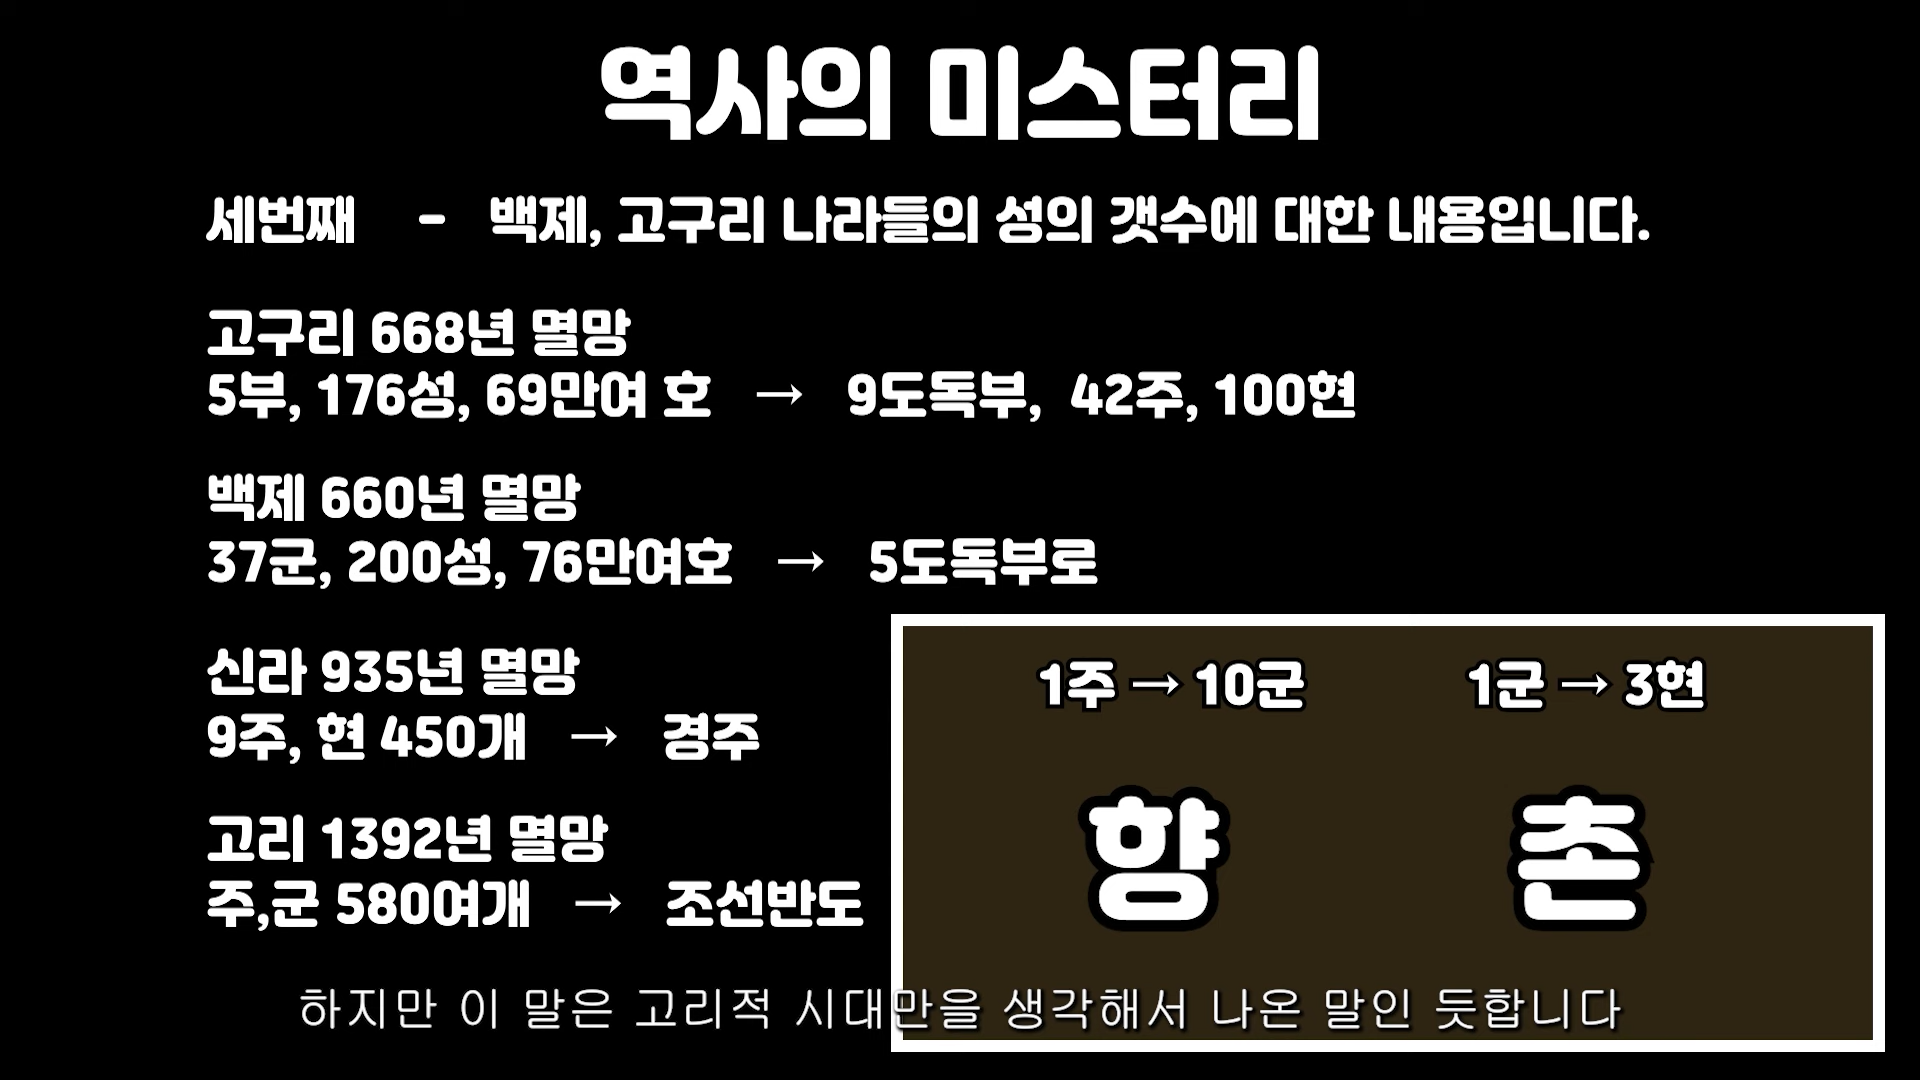 역사의 미스터리
세번째 - 백제, 고구리 나라들의 성의 갯수에 대한 내용입니다.
고구리 668년 멸망
5부, 176성, 69만여 호 → 9도독부, 42주, 100현
백제 660년 멸망
37군, 200성, 76만여호 → 5도독부로
신라 935년 멸망
9주, 현 450개 → 경주
고리 1392년 멸망
주,군 580여개 → 조선반도
1주 → 10군 1군 → 3현
향 촌
하지만 이 말은 고리적 시대만을 생각해서 나온 말인 듯합니다